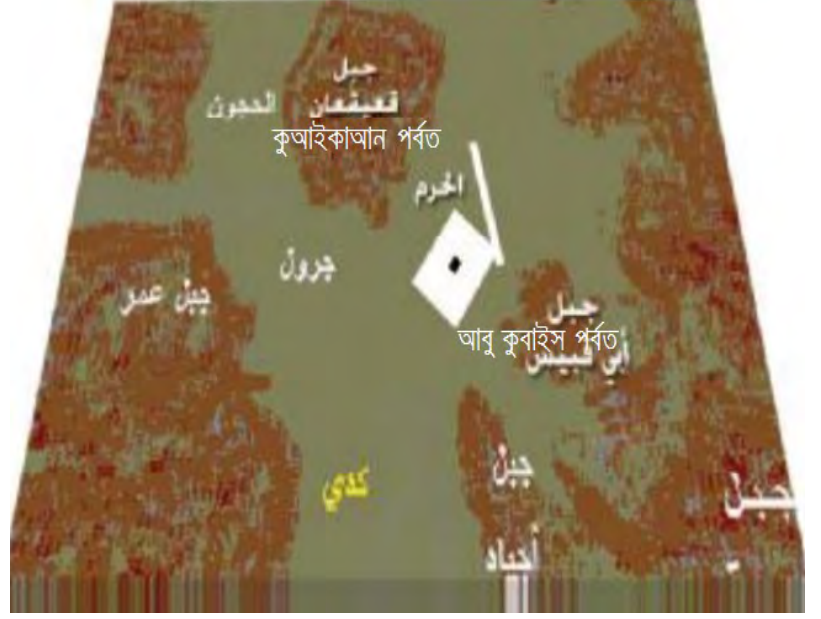 جبل
قعيقعان
الحجون
কুআইকাআন পর্বত
الحرم
جرول
جبل عمر
جبل
আবু কুবাইস পর্বত
أبي قبيس
كدي
جبل
أجياد
جبل